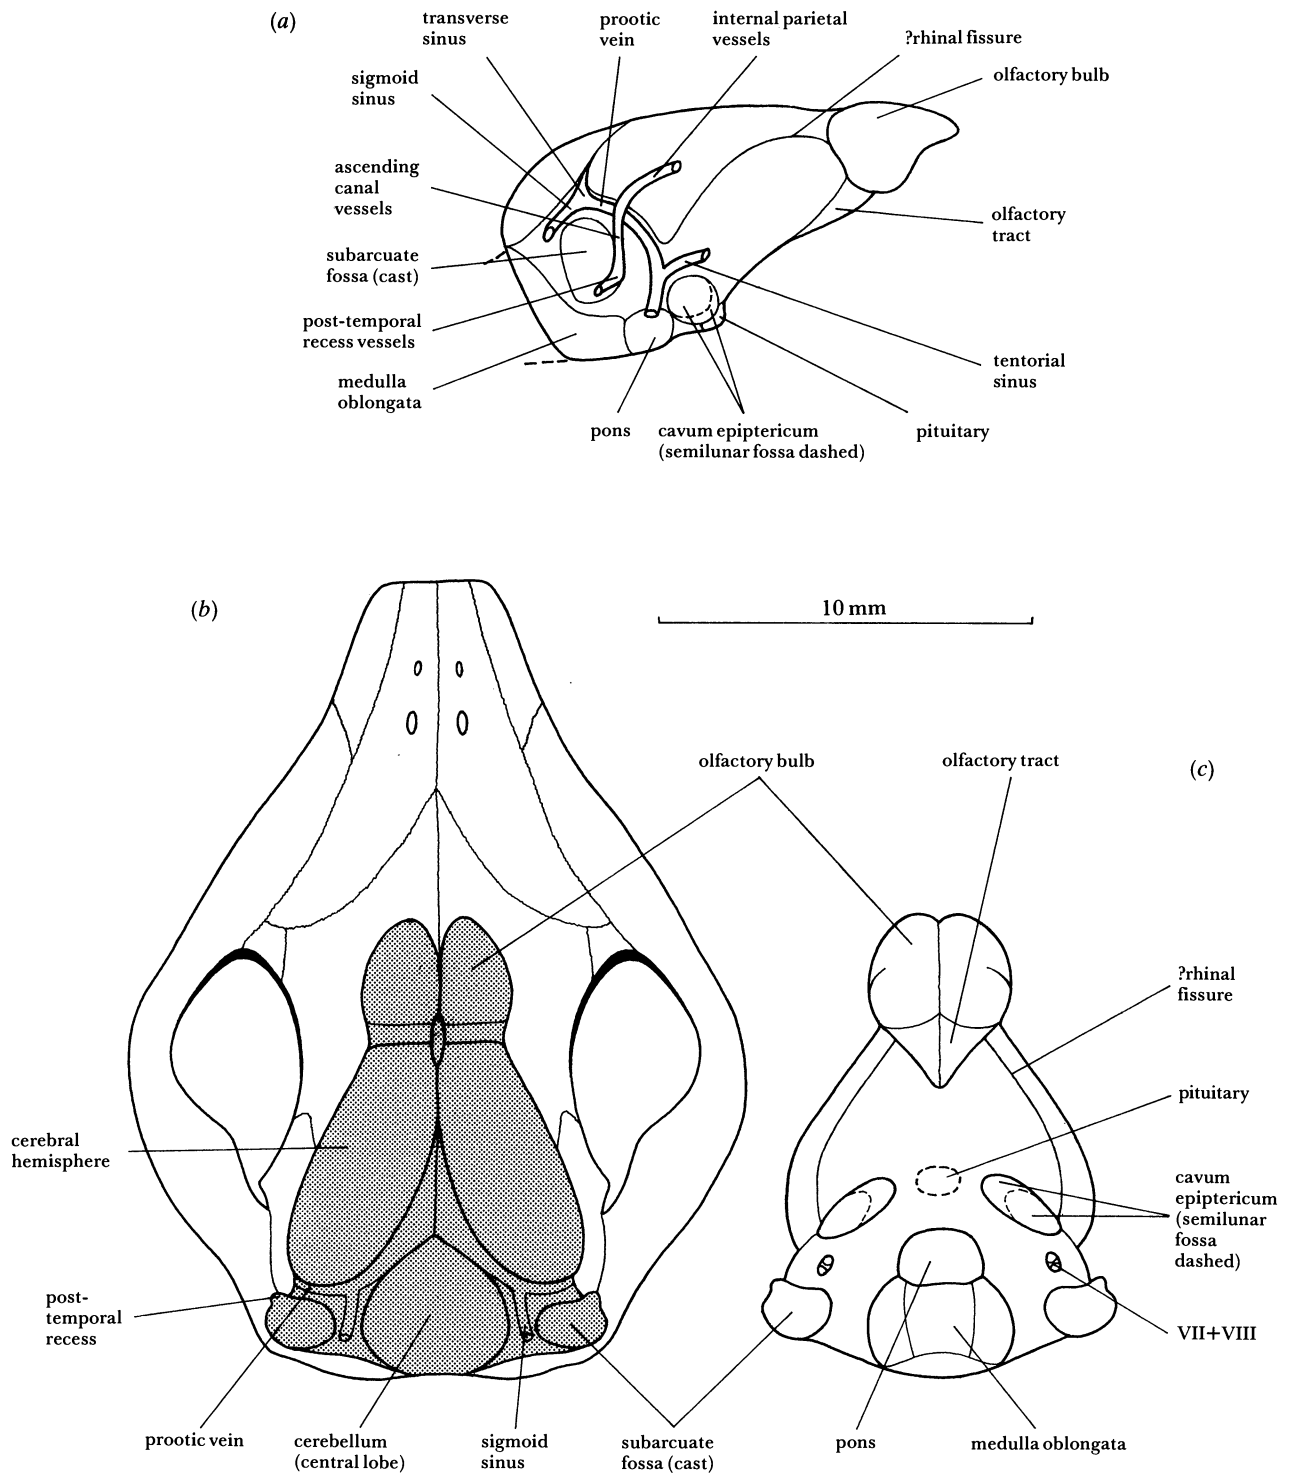 (a)
transverse
sinus
prootic
vein
internal parietal
vessels
?rhinal fissure
olfactory bulb
sigmoid
sinus
ascending
canal
vessels
olfactory
tract
subarcuate
fossa (cast)
post-temporal
recess vessels
tentorial
sinus
medulla
oblongata
pons
cavum epiptericum
(semilunar fossa dashed)
pituitary
(b)
10 mm
olfactory bulb
olfactory tract
(c)
?rhinal
fissure
pituitary
cerebral
hemisphere
cavum
epiptericum
(semilunar
fossa
dashed)
post-
temporal
recess
VII+VIII
prootic vein
cerebellum
(central lobe)
sigmoid
sinus
subarcuate
fossa (cast)
pons
medulla oblongata